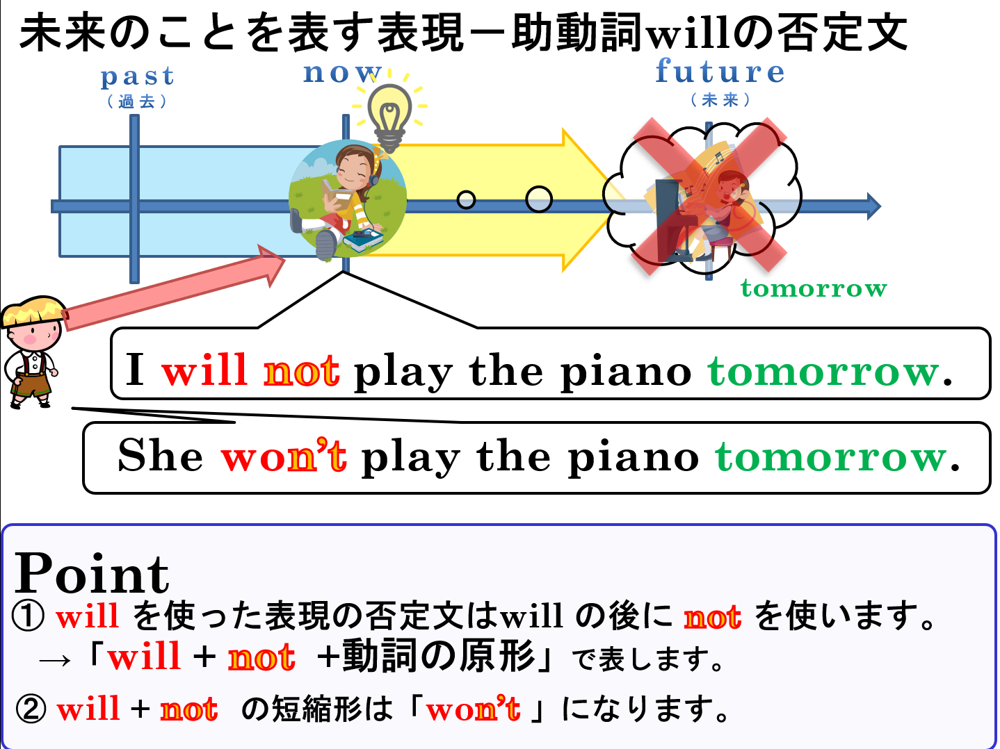 未来のことを表す表現－助動詞willの否定文
past
（過去）
now
future
（未来）
tomorrow
I will not play the piano tomorrow.
She won’t play the piano tomorrow.
Point
① will を使った表現の否定文はwill の後に not を使います。
→「will + not +動詞の原形」で表します。
② will + not の短縮形は「won’t 」になります。